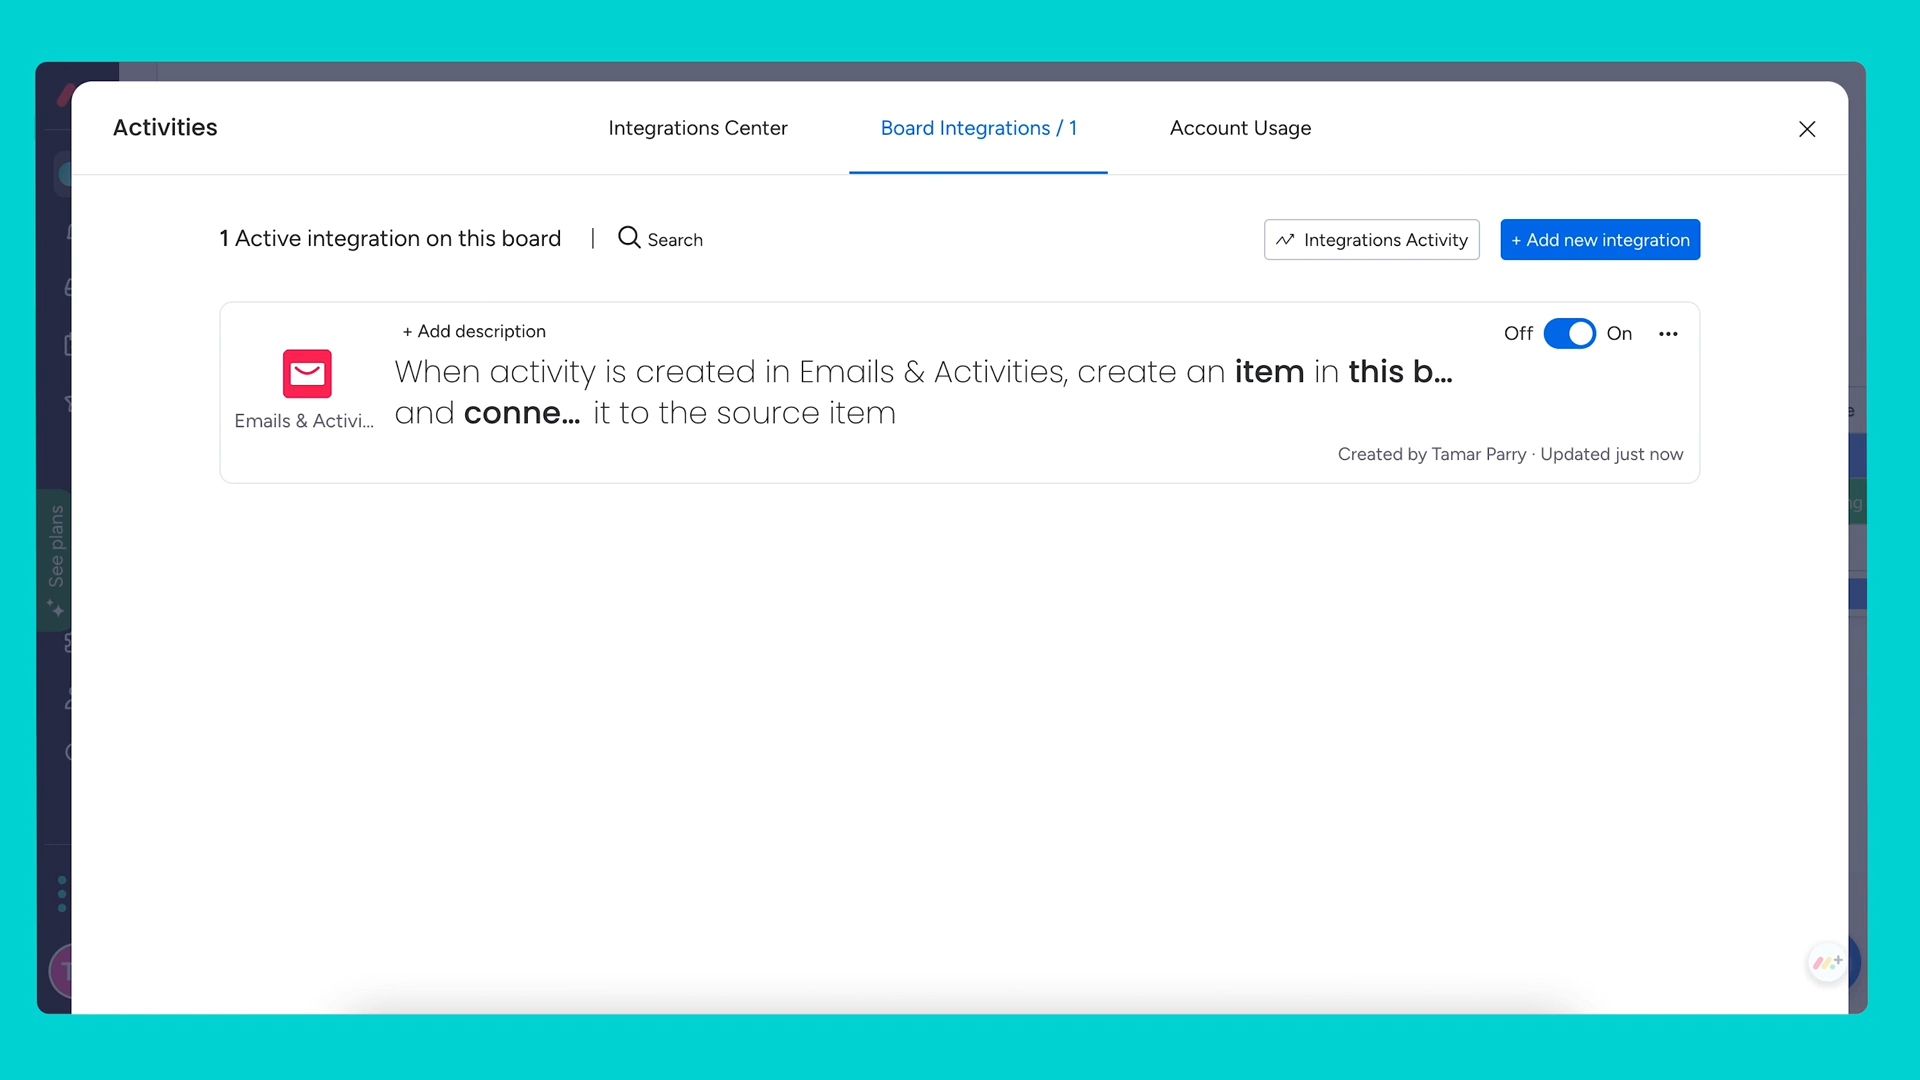 Activities
Integrations Center
Board Integrations / 1
Account Usage
1 Active integration on this board
Search
Integrations Activity
+ Add new integration
+ Add description
Off
On
When activity is created in Emails & Activities, create an item in this b...
and conne... it to the source item
Emails & Activi...
Created by Tamar Parry · Updated just now
See plans
T
e
ng